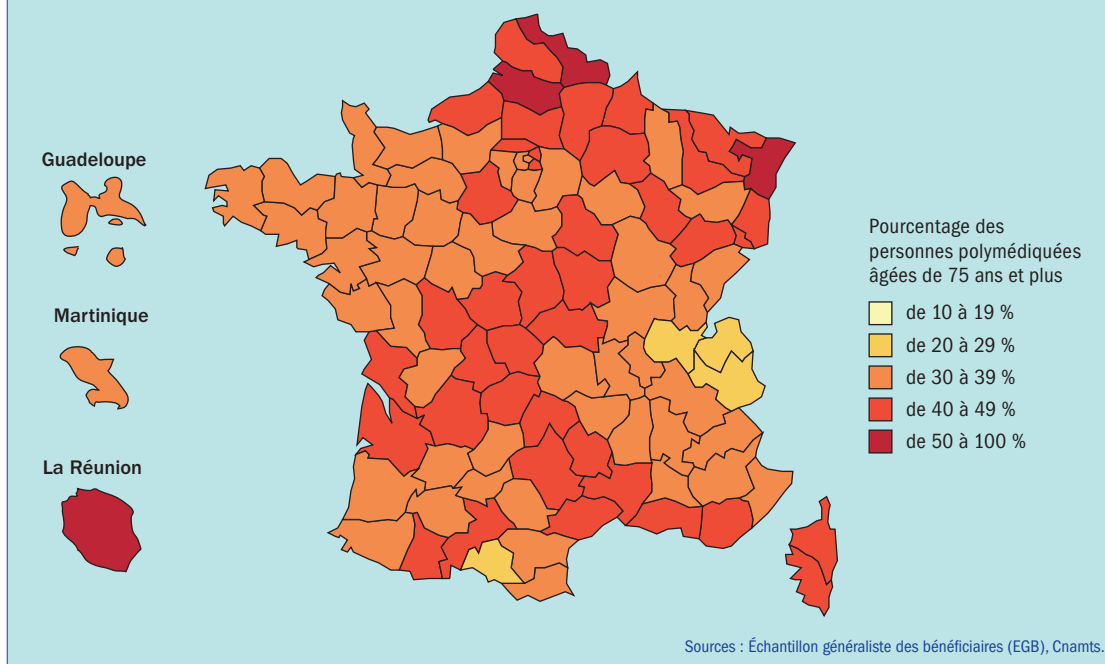 Guadeloupe
Martinique
La Réunion
Pourcentage des
personnes polymédiquées
âgées de 75 ans et plus
de 10 à 19 %
de 20 à 29 %
de 30 à 39 %
de 40 à 49 %
de 50 à 100 %
Sources : Échantillon généraliste des bénéficiaires (EGB), Cnamts.